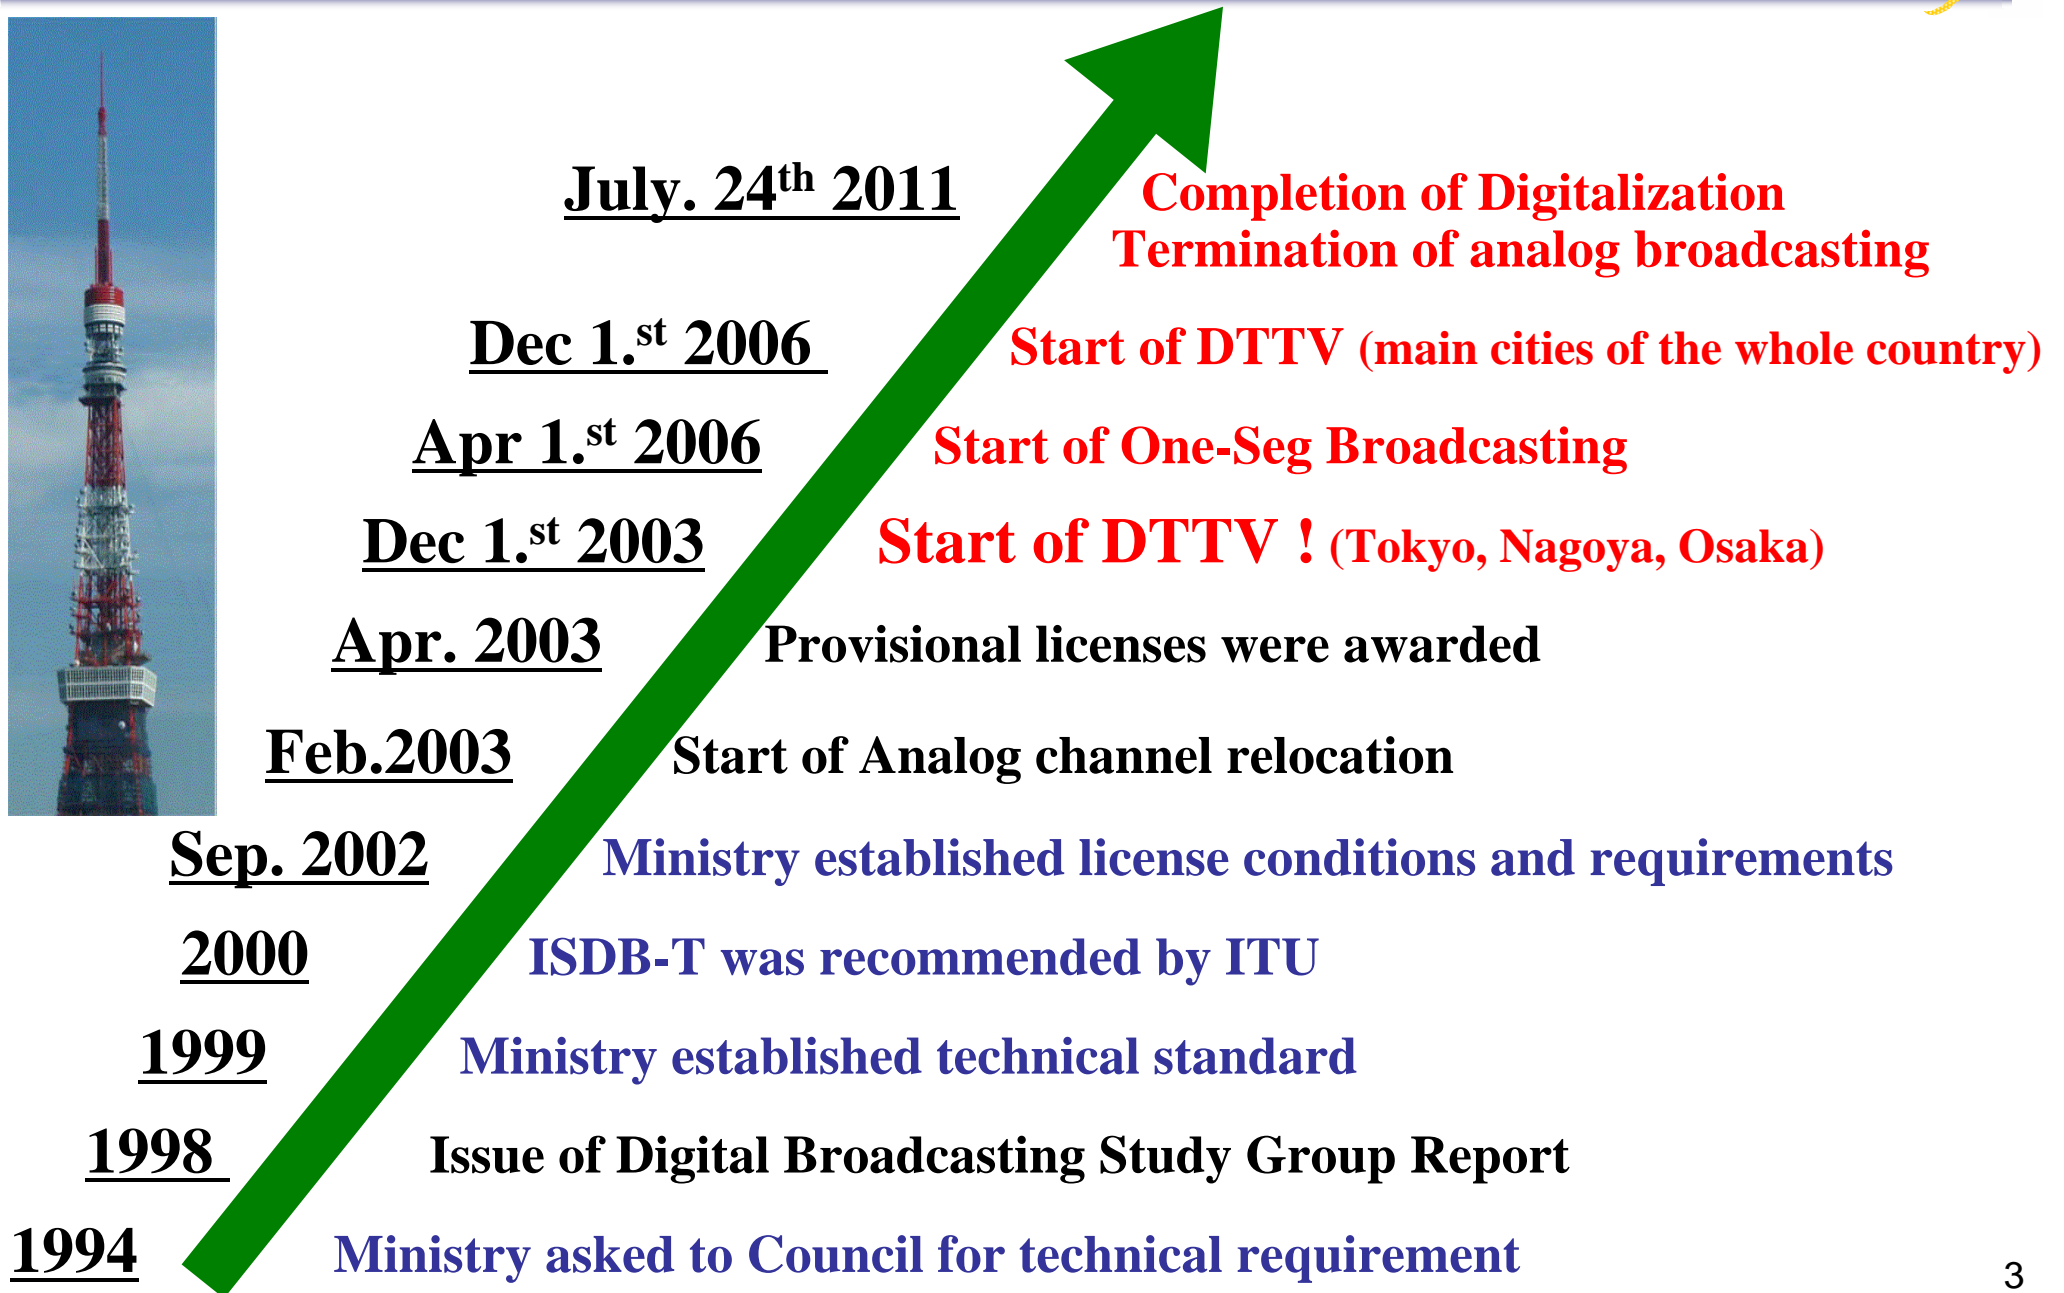 July. 24th 2011 Completion of Digitalization
Termination of analog broadcasting
Dec 1.st 2006 Start of DTTV (main cities of the whole country)
Apr 1.st 2006 Start of One-Seg Broadcasting
Dec 1.st 2003 Start of DTTV ! (Tokyo, Nagoya, Osaka)
Apr. 2003 Provisional licenses were awarded
Feb.2003 Start of Analog channel relocation
Sep. 2002 Ministry established license conditions and requirements
2000 ISDB-T was recommended by ITU
1999 Ministry established technical standard
1998 Issue of Digital Broadcasting Study Group Report
1994 Ministry asked to Council for technical requirement
3